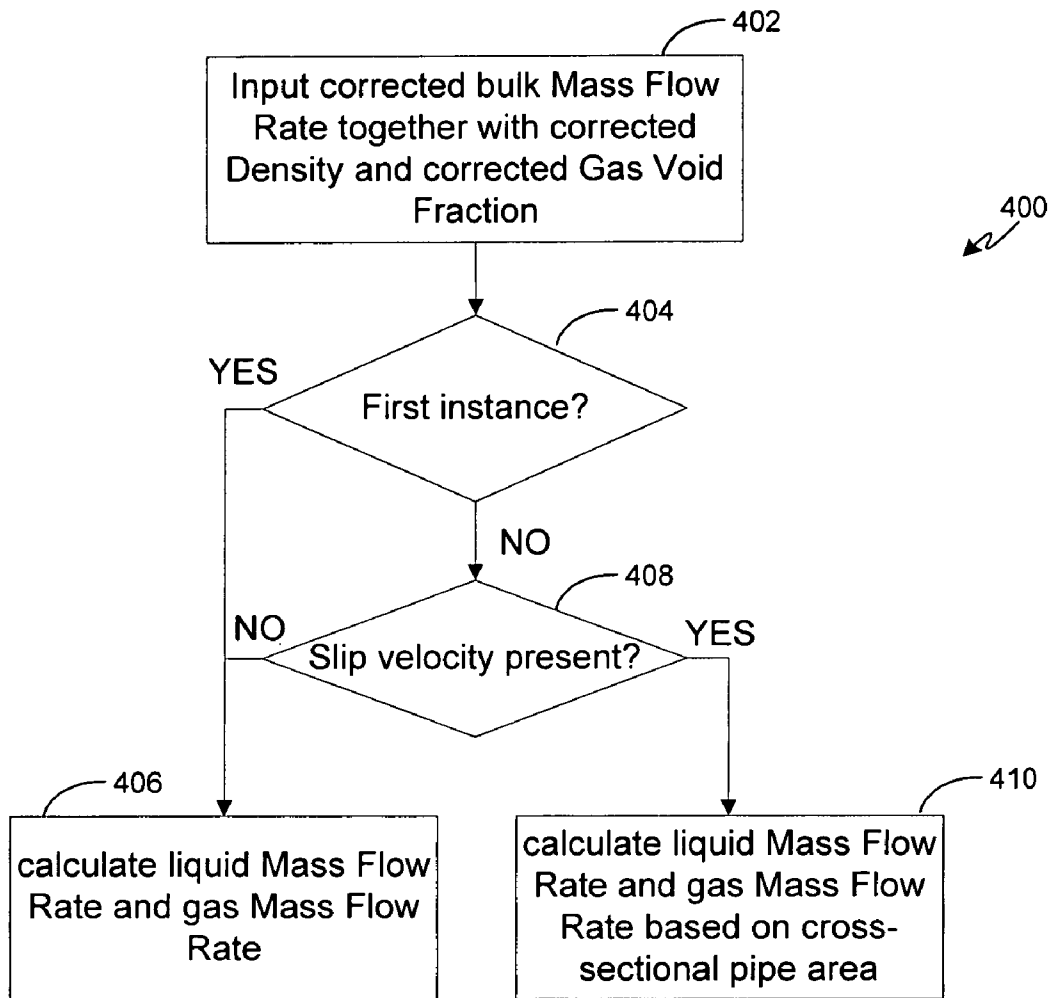 402
Input corrected bulk Mass Flow
Rate together with corrected
Density and corrected Gas Void
Fraction
400
404
YES
First instance?
NO
408
NO
YES
Slip velocity present?
406
410
calculate liquid Mass Flow
Rate and gas Mass Flow
Rate
calculate liquid Mass Flow
Rate and gas Mass Flow
Rate based on cross-
sectional pipe area